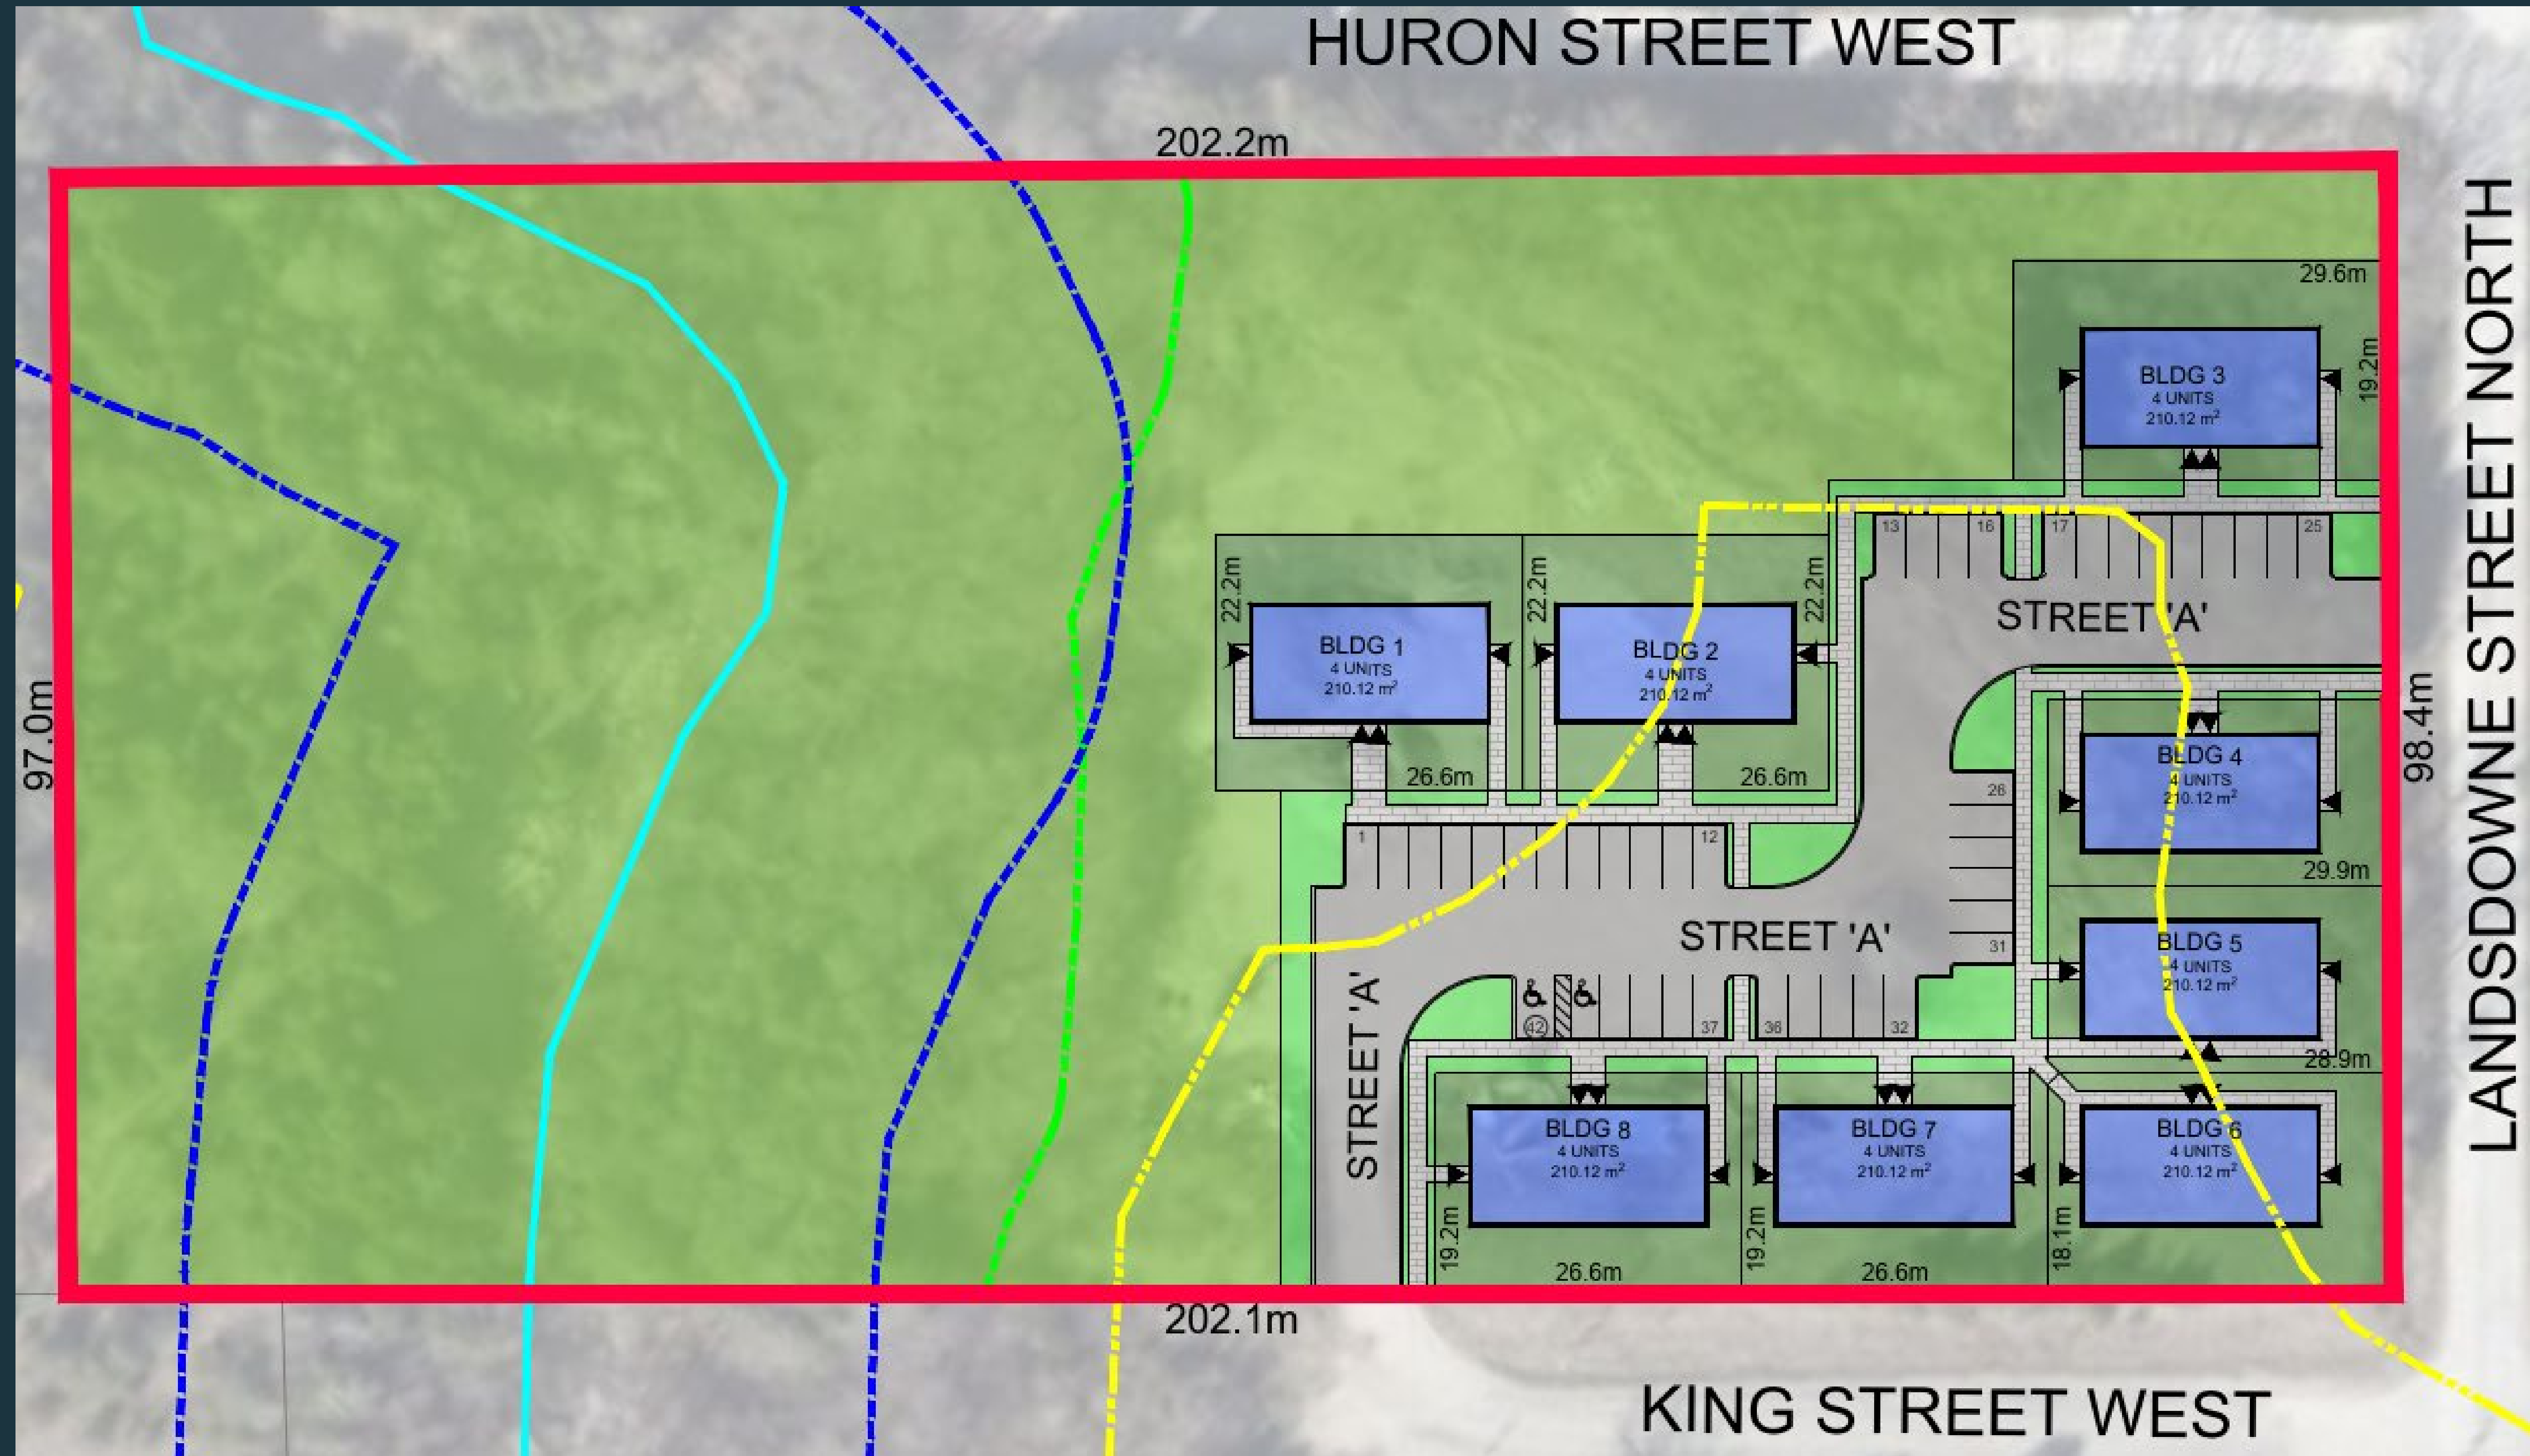 HURON STREET WEST
202.2m
LANDSDOWNE STREET NORTH
29.6m
19.2m
BLDG 3
4 UNITS
210.12 m²
13
16
17
25
22.2m
22.2m
22.2m
STREET 'A'
BLDG 1
4 UNITS
210.12 m²
BLDG 2
4 UNITS
210.12 m²
97.0m
98.4m
26.6m
26.6m
BLDG 4
4 UNITS
210.12 m²
28
1
12
29.9m
STREET 'A'
31
BLDG 5
4 UNITS
210.12 m²
STREET 'A'
42
37
36
32
28.9m
BLDG 8
4 UNITS
210.12 m²
BLDG 7
4 UNITS
210.12 m²
BLDG 6
4 UNITS
210.12 m²
19.2m
19.2m
18.1m
26.6m
26.6m
202.1m
KING STREET WEST